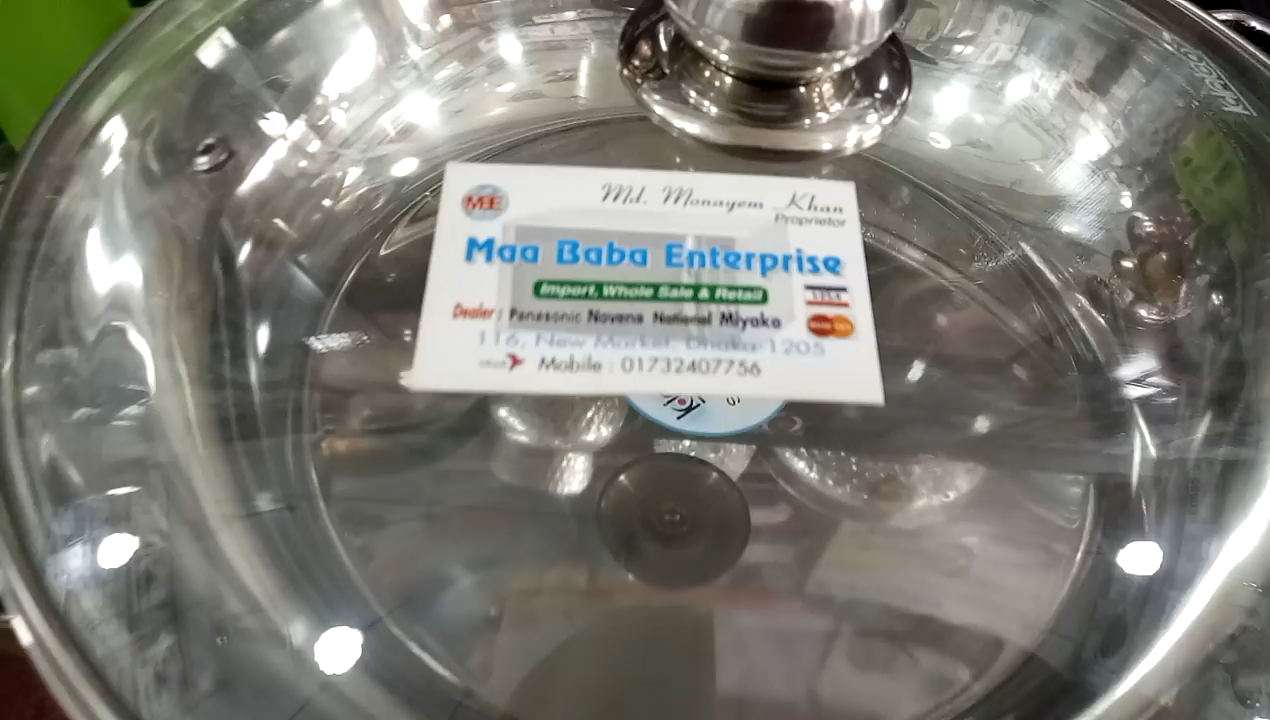 MBE
Md. Monayem Khan
Proprietor
Maa Baba Enterprise
Import, Whole Sale & Retail
VISA
Dealer : Panasonic Novena National Miyako
116, New Market, Dhaka-1205
Mobile : 01732407756